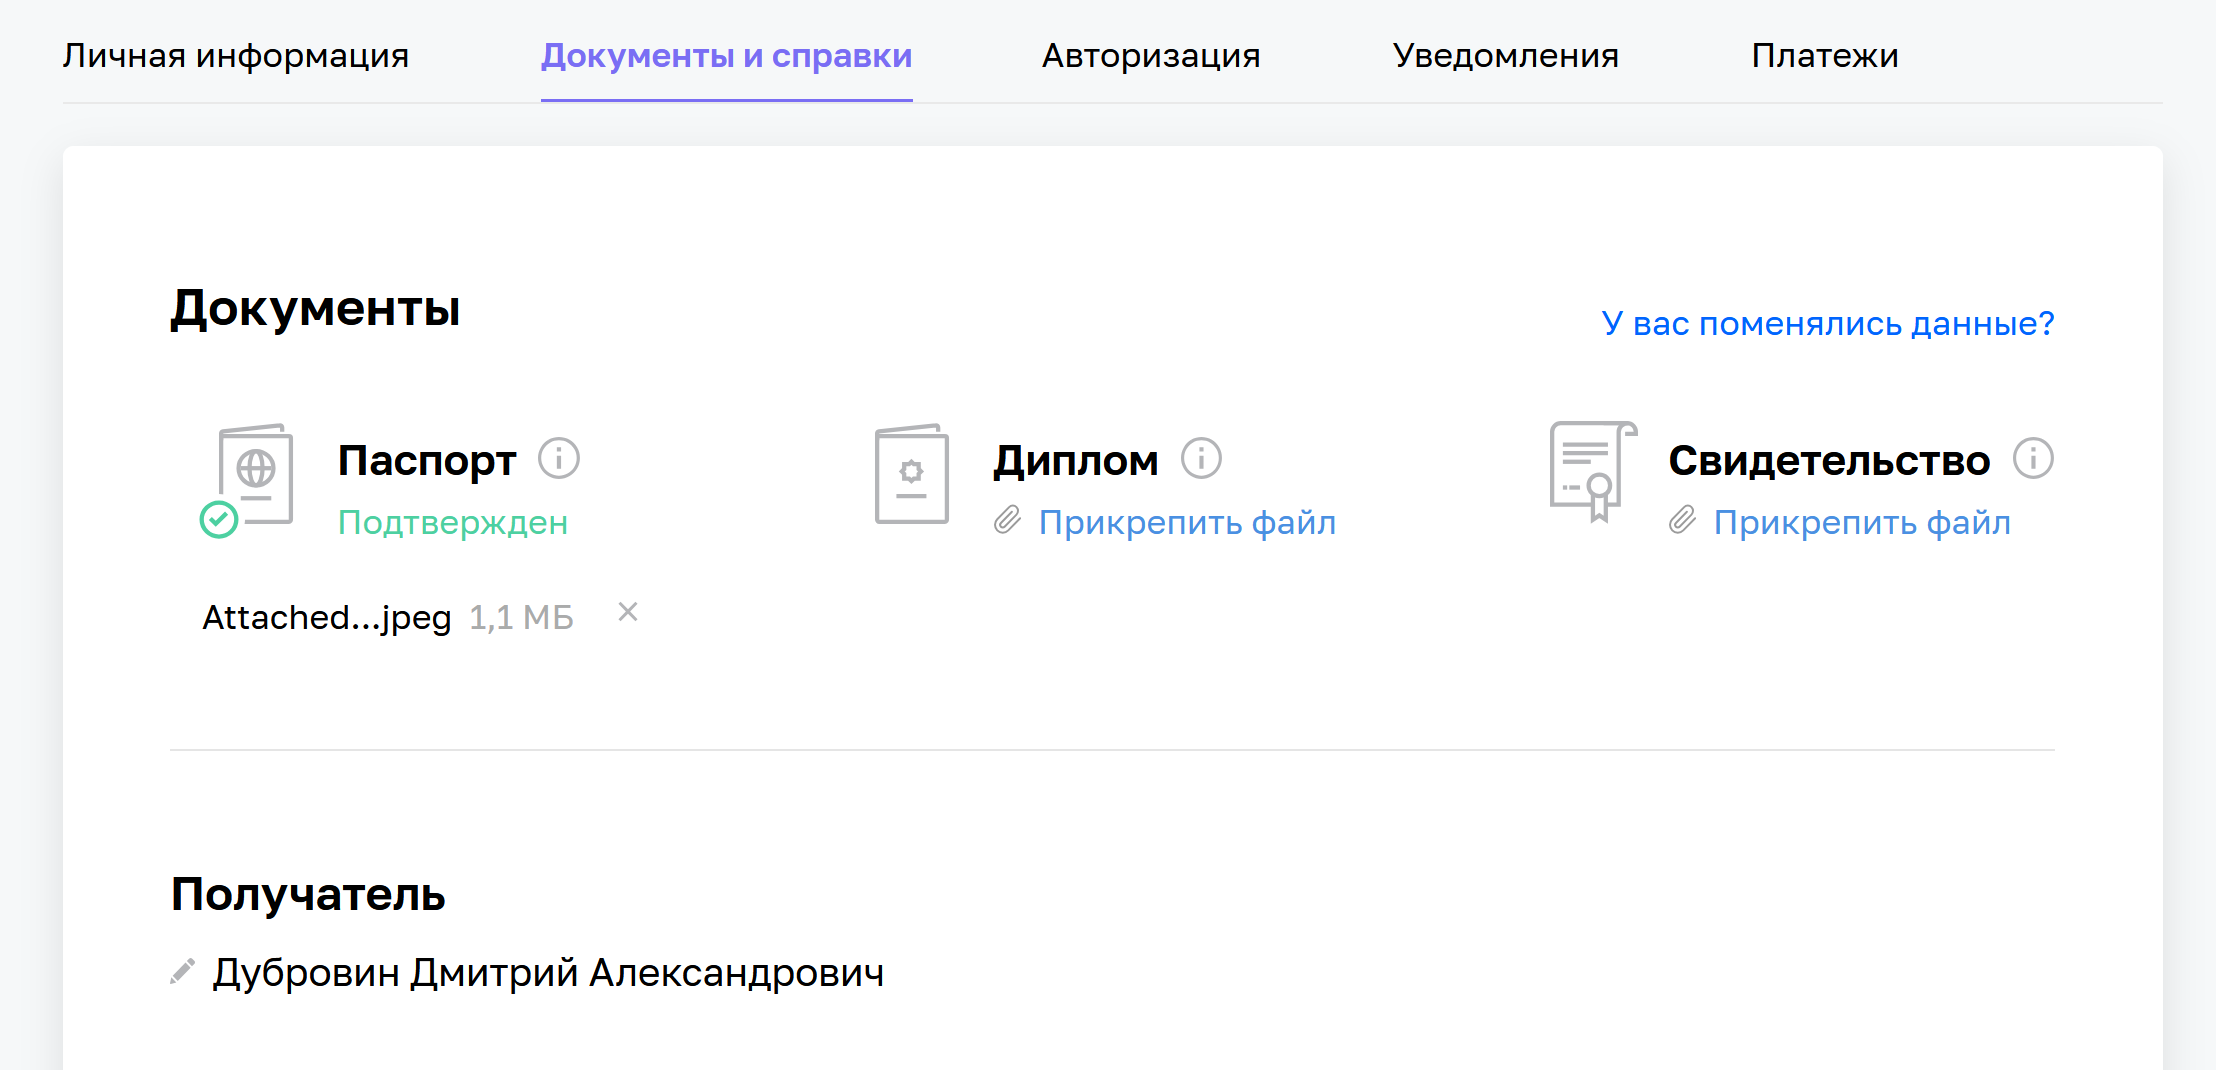 Личная информация Документы и справки Авторизация Уведомления Платежи
Документы
У вас поменялись данные?
Паспорт Диплом Свидетельство
Подтвержден Прикрепить файл Прикрепить файл
Attached...jpeg 1,1 МБ
Получатель
Дубровин Дмитрий Александрович